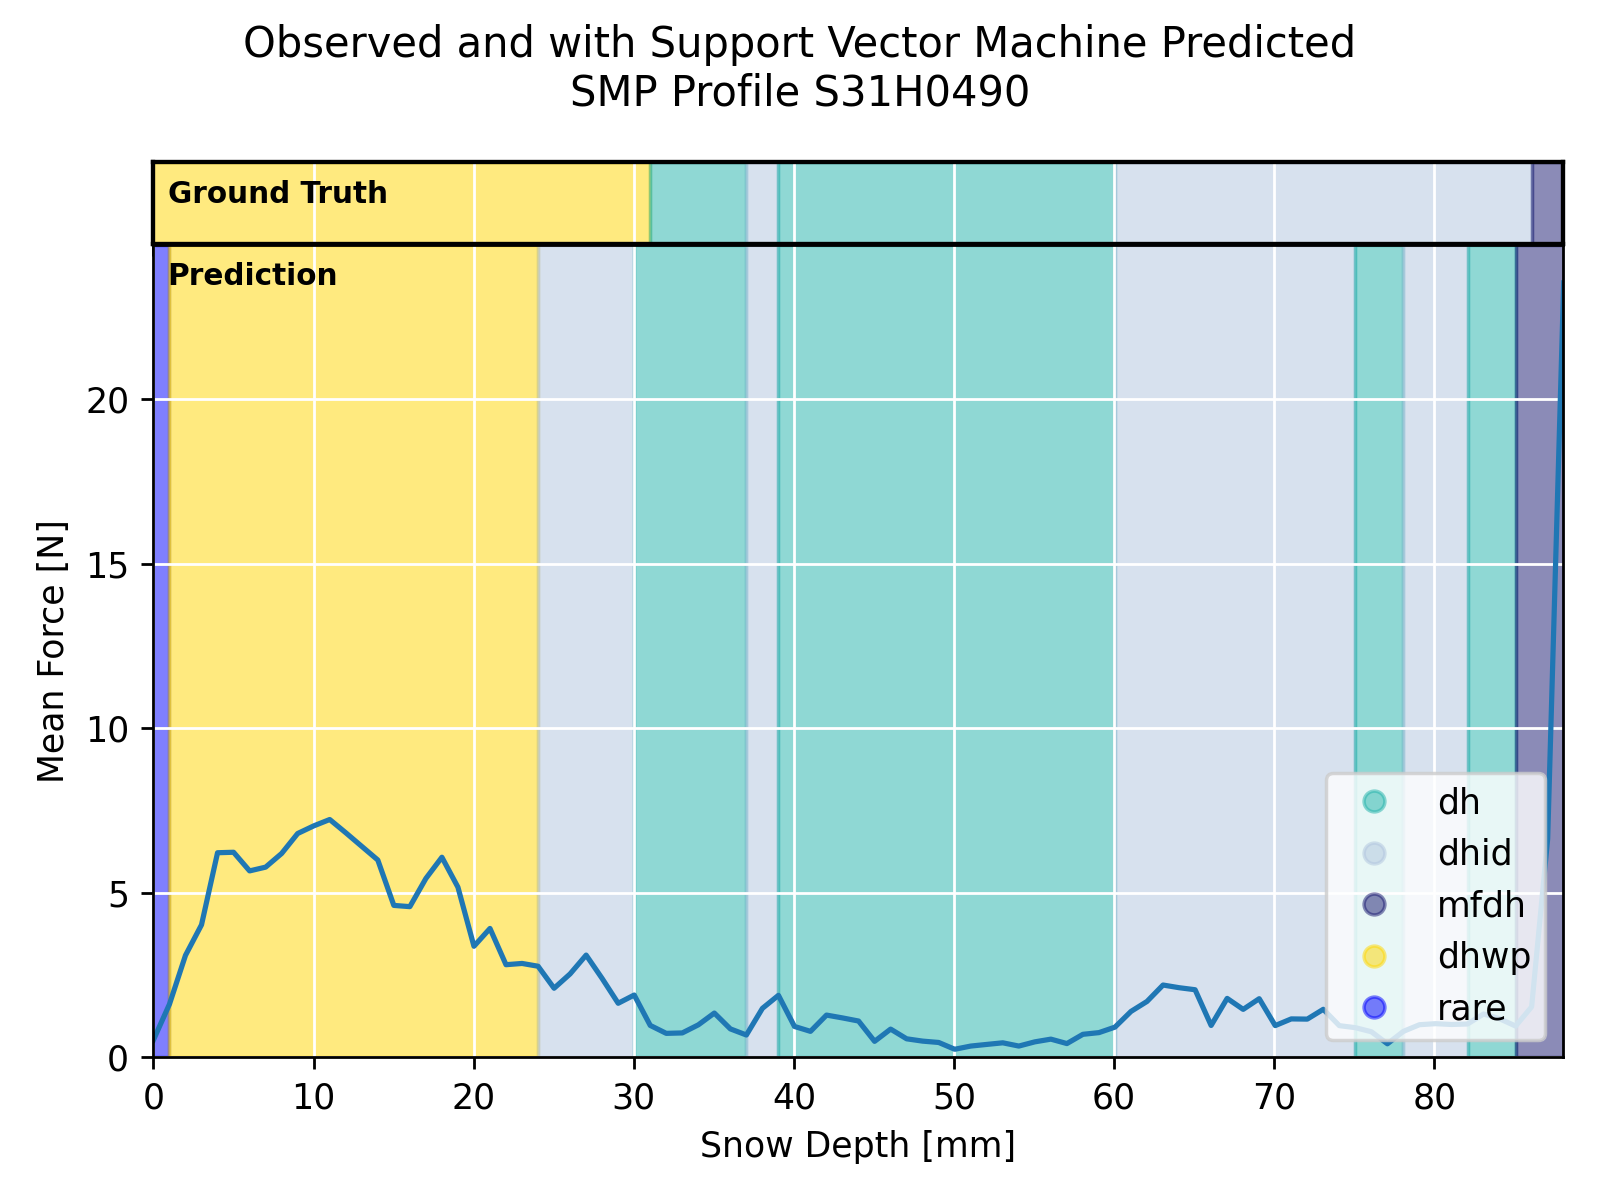 Observed and with Support Vector Machine Predicted
SMP Profile S31H0490
Ground Truth
Prediction
20
15
10
5
0
Mean Force [N]
dh
dhid
mfdh
dhwp
rare
0 10 20 30 40 50 60 70 80
Snow Depth [mm]